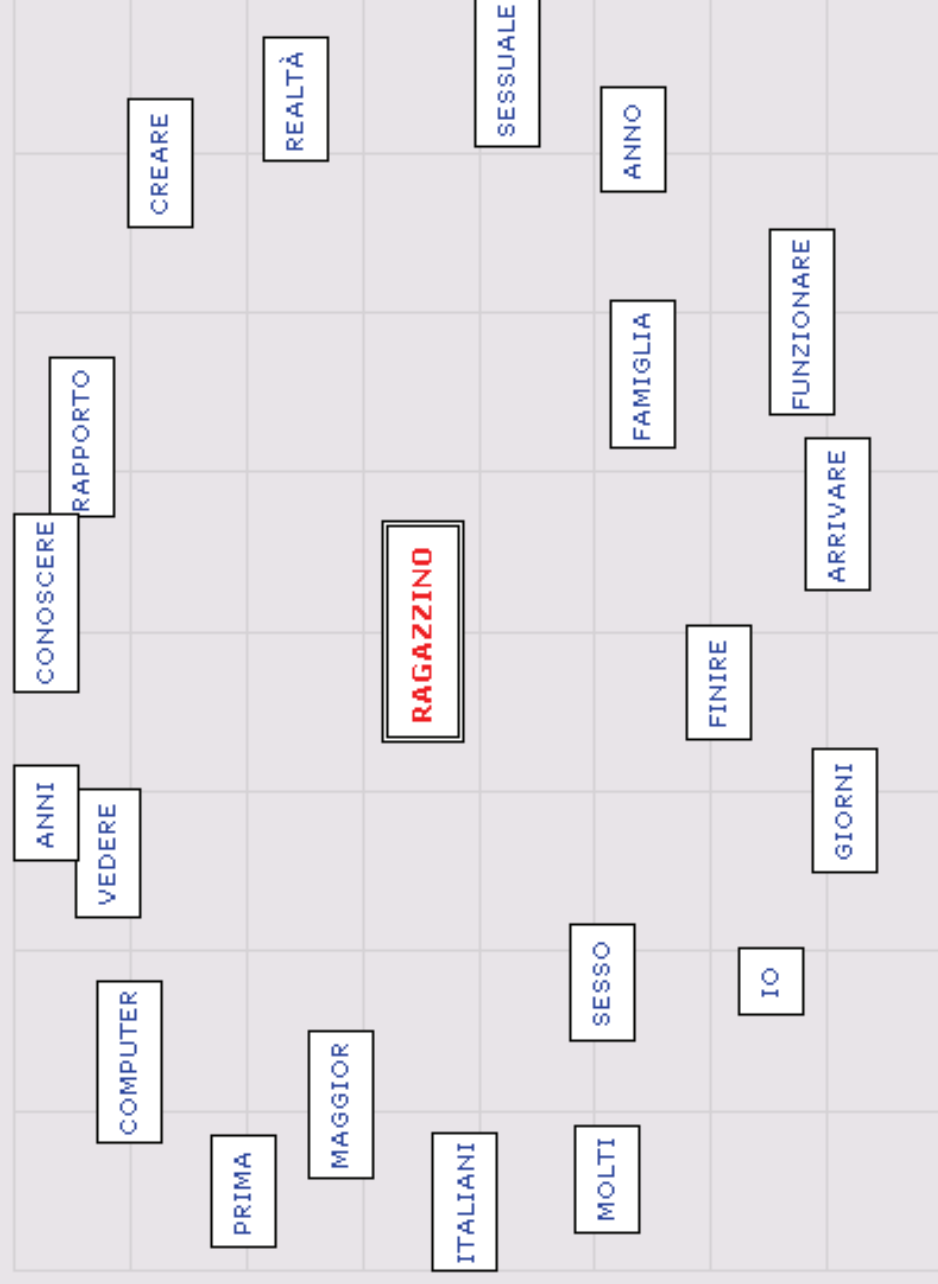 ANNI
CONOSCERE
RAPPORTO
VEDERE
COMPUTER
CREARE
PRIMA
REALTÀ
MAGGIOR
RAGAZZINO
ITALIANI
SESSUALE
MOLTI
SESSO
ANNO
FAMIGLIA
FINIRE
IO
FUNZIONARE
GIORNI
ARRIVARE